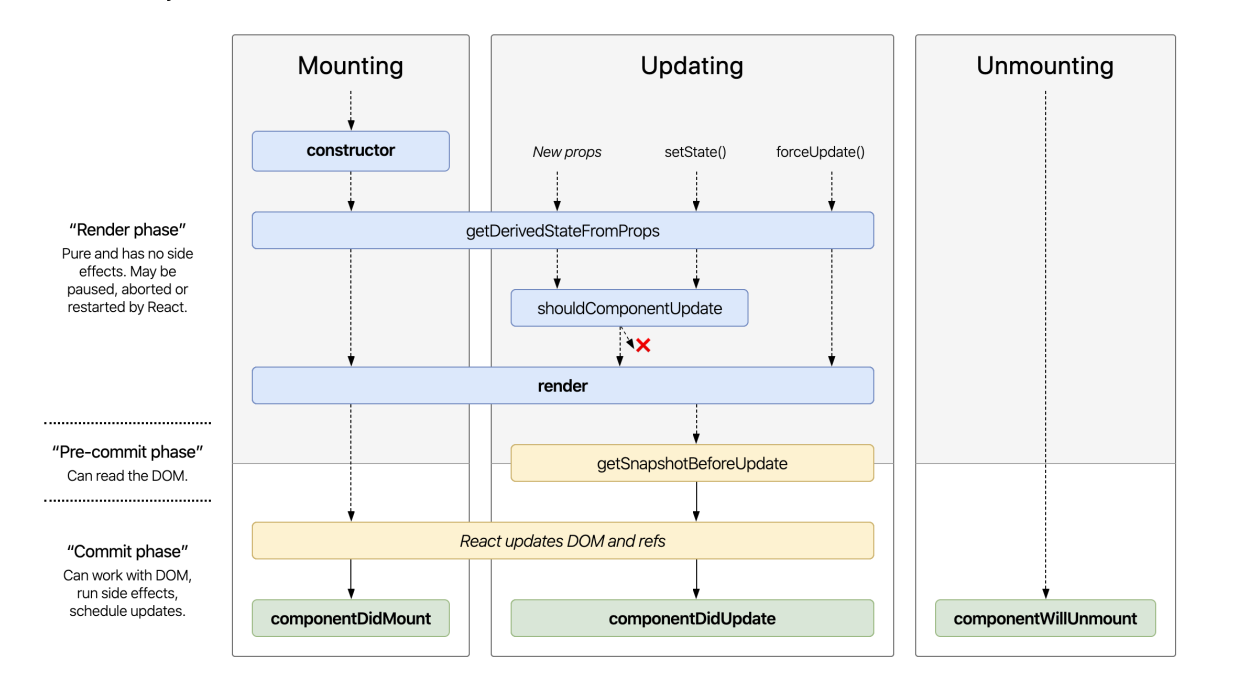 Mounting
Updating
Unmounting
constructor
New props
setState()
forceUpdate()
“Render phase”
Pure and has no side
effects. May be
paused, aborted or
restarted by React.
getDerivedStateFromProps
shouldComponentUpdate
render
“Pre-commit phase”
Can read the DOM.
getSnapshotBeforeUpdate
“Commit phase”
Can work with DOM,
run side effects,
schedule updates.
React updates DOM and refs
componentDidMount
componentDidUpdate
componentWillUnmount